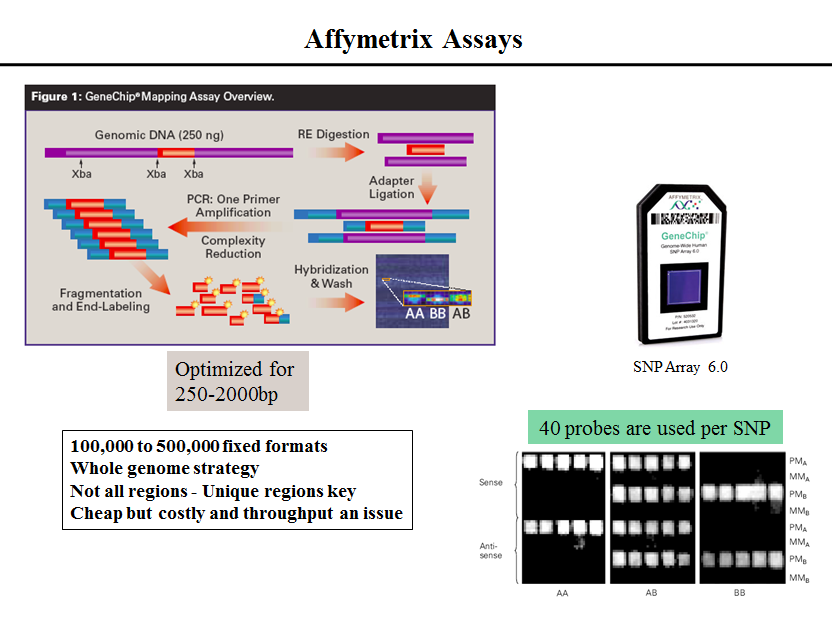 Affymetrix Assays
Figure 1: GeneChip® Mapping Assay Overview.
Genomic DNA (250 ng)
RE Digestion
Xba
Xba
Xba
Adapter
Ligation
PCR: One Primer
Amplification
Complexity
Reduction
Hybridization
& Wash
Fragmentation
and End-Labeling
AA BB AB
Optimized for
250-2000bp
100,000 to 500,000 fixed formats
Whole genome strategy
Not all regions - Unique regions key
Cheap but costly and throughput an issue
AFFYMETRIX
GeneChip®
Genome-Wide Human
SNP Array 6.0
For Research Use Only
SNP Array 6.0
40 probes are used per SNP
Sense
Anti-
sense
PMA
MMA
PMB
MMB
PMA
MMA
PMB
MMB
AA
AB
BB